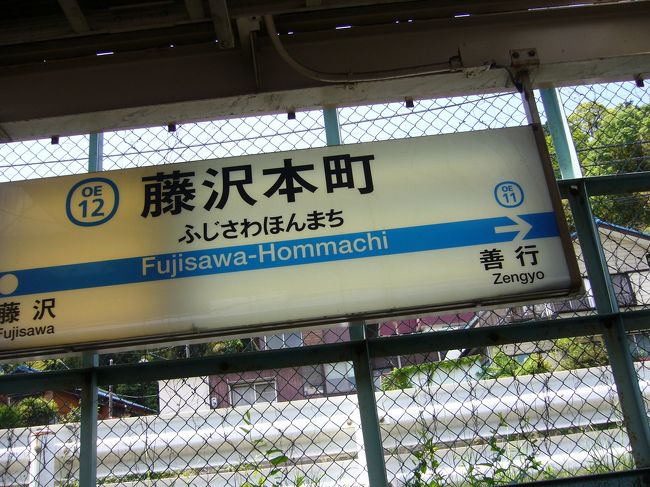 OE
12
藤沢本町
ふじさわほんまち
Fujisawa-Hommachi
OE
11
善行
Zengyo
藤沢
Fujisawa